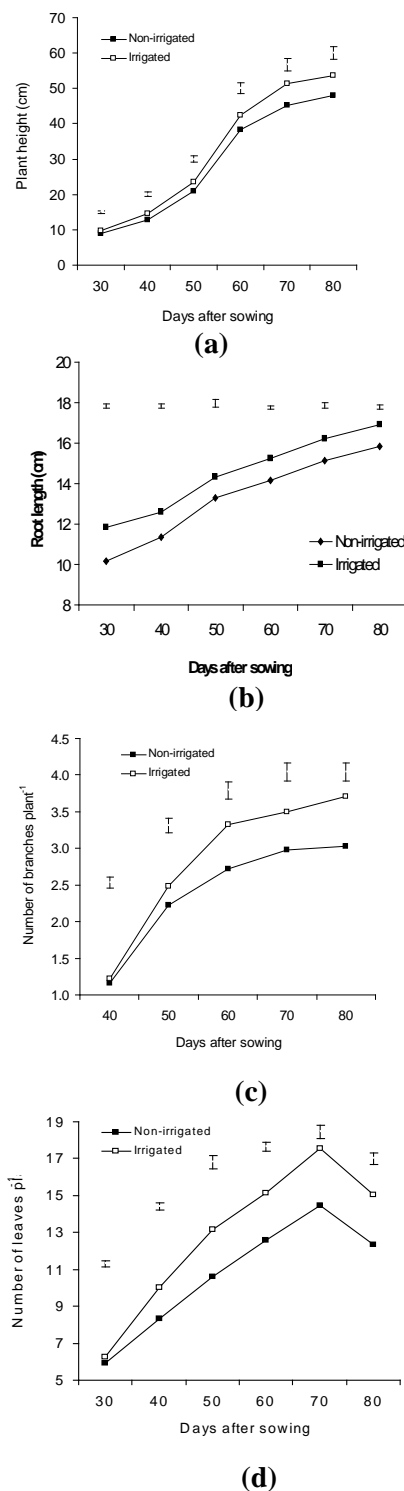 70
60
50
40
30
20
10
0
Plant height (cm)
Non-irrigated
Irrigated
30 40 50 60 70 80
Days after sowing
(a)
20
18
16
14
12
10
8
Root length (cm)
Non-irrigated
Irrigated
30 40 50 60 70 80
Days after sowing
(b)
4.5
4.0
3.5
3.0
2.5
2.0
1.5
1.0
Number of branches plant-1
Non-irrigated
Irrigated
40 50 60 70 80
Days after sowing
(c)
19
17
15
13
11
9
7
5
Number of leaves
Non-irrigated
Irrigated
30 40 50 60 70 80
Days after sowing
(d)